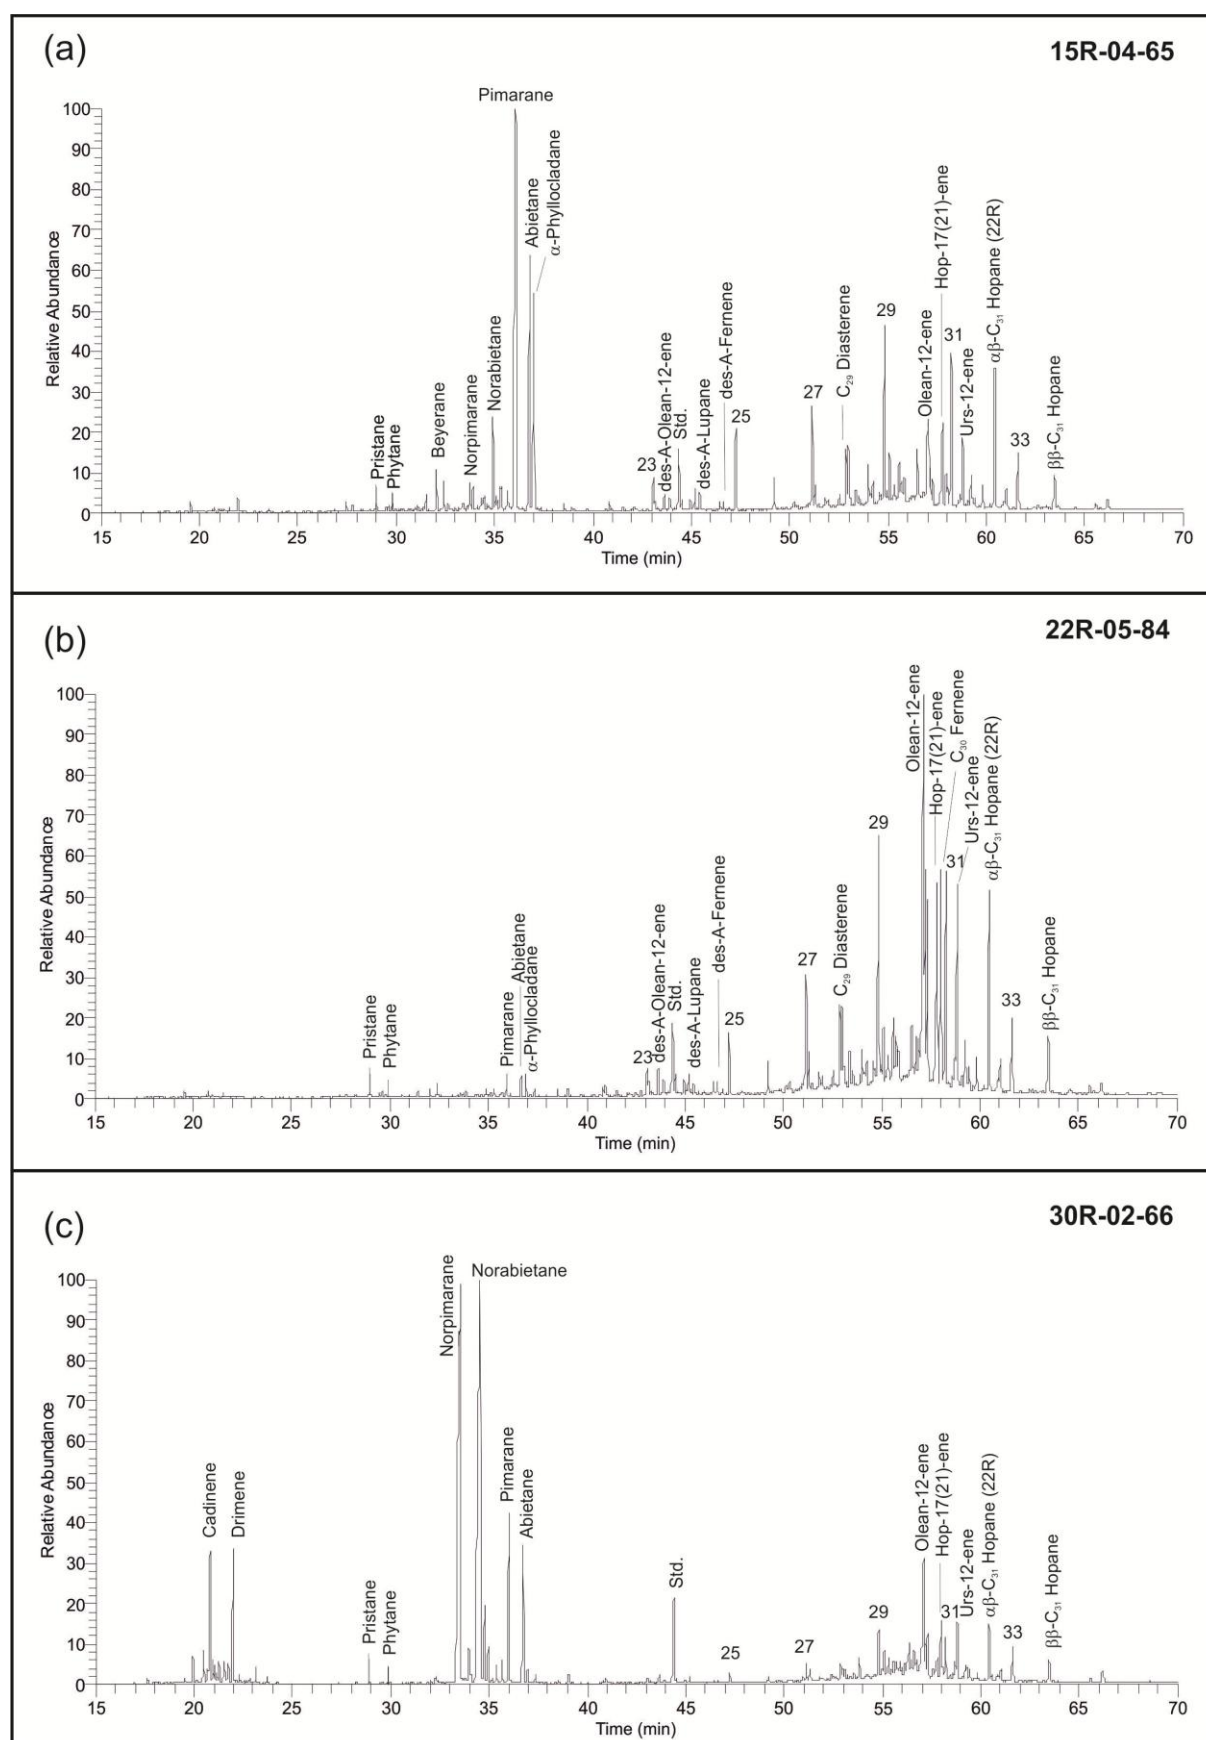 (a)
15R-04-65
Relative Abundance
100
90
80
70
60
50
40
30
20
10
0
Pristane
Phytane
Beyerane
Norpimarane
Norabietane
Pimarane
Abietane
α-Phyllocladane
23
des-A-Olean-12-ene
Std.
des-A-Lupane
des-A-Fernene
25
27
C₂₉ Diasterene
29
Olean-12-ene
Hop-17(21)-ene
31
Urs-12-ene
αβ-C₃₁ Hopane (22R)
33
ββ-C₃₁ Hopane
15 20 25 30 35 40 45 50 55 60 65 70
Time (min)
(b)
22R-05-84
Relative Abundance
100
90
80
70
60
50
40
30
20
10
0
Pristane
Phytane
Pimarane
Abietane
α-Phyllocladane
23
des-A-Olean-12-ene
Std.
des-A-Lupane
des-A-Fernene
25
27
C₂₉ Diasterene
29
Olean-12-ene
Hop-17(21)-ene
C₃₀ Fernene
31
Urs-12-ene
αβ-C₃₁ Hopane (22R)
33
ββ-C₃₁ Hopane
15 20 25 30 35 40 45 50 55 60 65 70
Time (min)
(c)
30R-02-66
Relative Abundance
100
90
80
70
60
50
40
30
20
10
0
Cadinene
Drimene
Pristane
Phytane
Norpimarane
Norabietane
Pimarane
Abietane
Std.
25
27
29
Olean-12-ene
Hop-17(21)-ene
31
Urs-12-ene
αβ-C₃₁ Hopane (22R)
33
ββ-C₃₁ Hopane
15 20 25 30 35 40 45 50 55 60 65 70
Time (min)